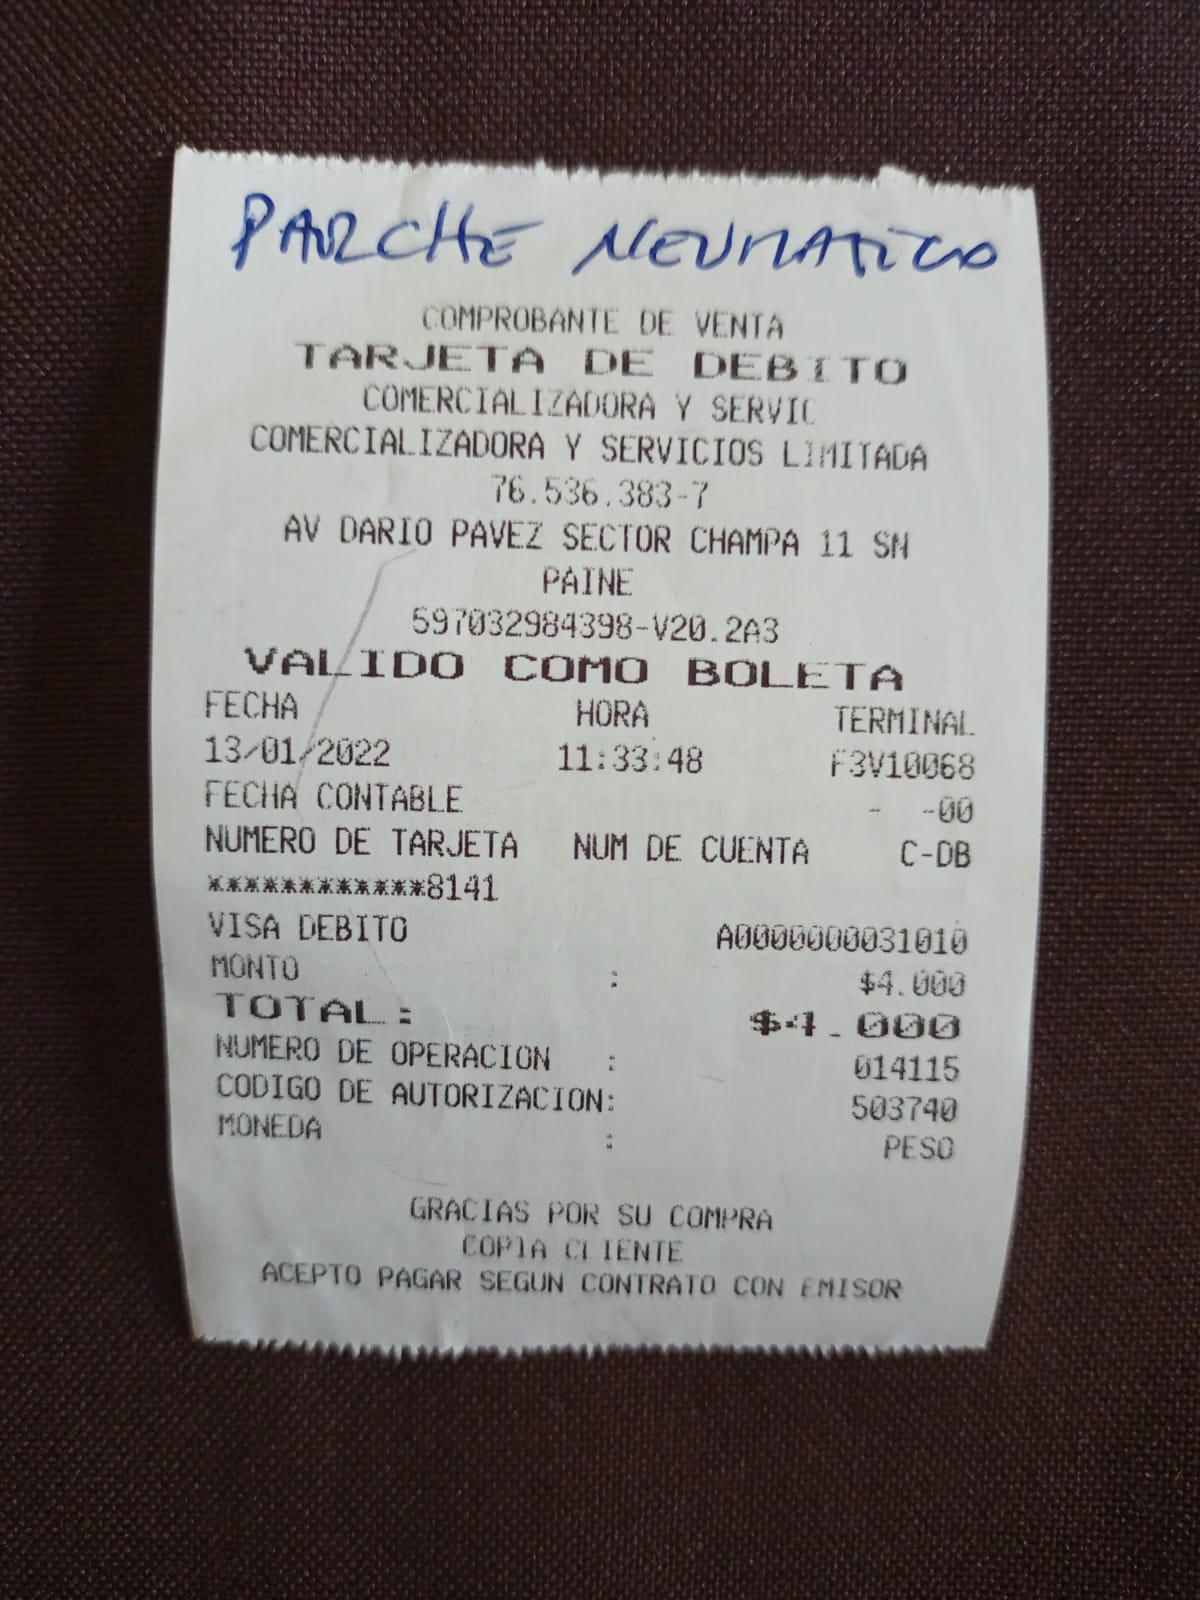 PARCHE NEUMATICO
COMPROBANTE DE VENTA
TARJETA DE DEBITO
COMERCIALIZADORA Y SERVIC
COMERCIALIZADORA Y SERVICIOS LIMITADA
76.536.383-7
AV DARIO PAVEZ SECTOR CHAMPA 11 SN
PAINE
597032984398-V20.2A3
VALIDO COMO BOLETA
FECHA HORA TERMINAL
13/01/2022 11:33:48 F3V10068
FECHA CONTABLE - -00
NUMERO DE TARJETA NUM DE CUENTA C-DB
************8141
VISA DEBITO A0000000031010
MONTO : $4.000
TOTAL: $4.000
NUMERO DE OPERACION : 014115
CODIGO DE AUTORIZACION: 503740
MONEDA : PESO
GRACIAS POR SU COMPRA
COPIA CLIENTE
ACEPTO PAGAR SEGUN CONTRATO CON EMISOR